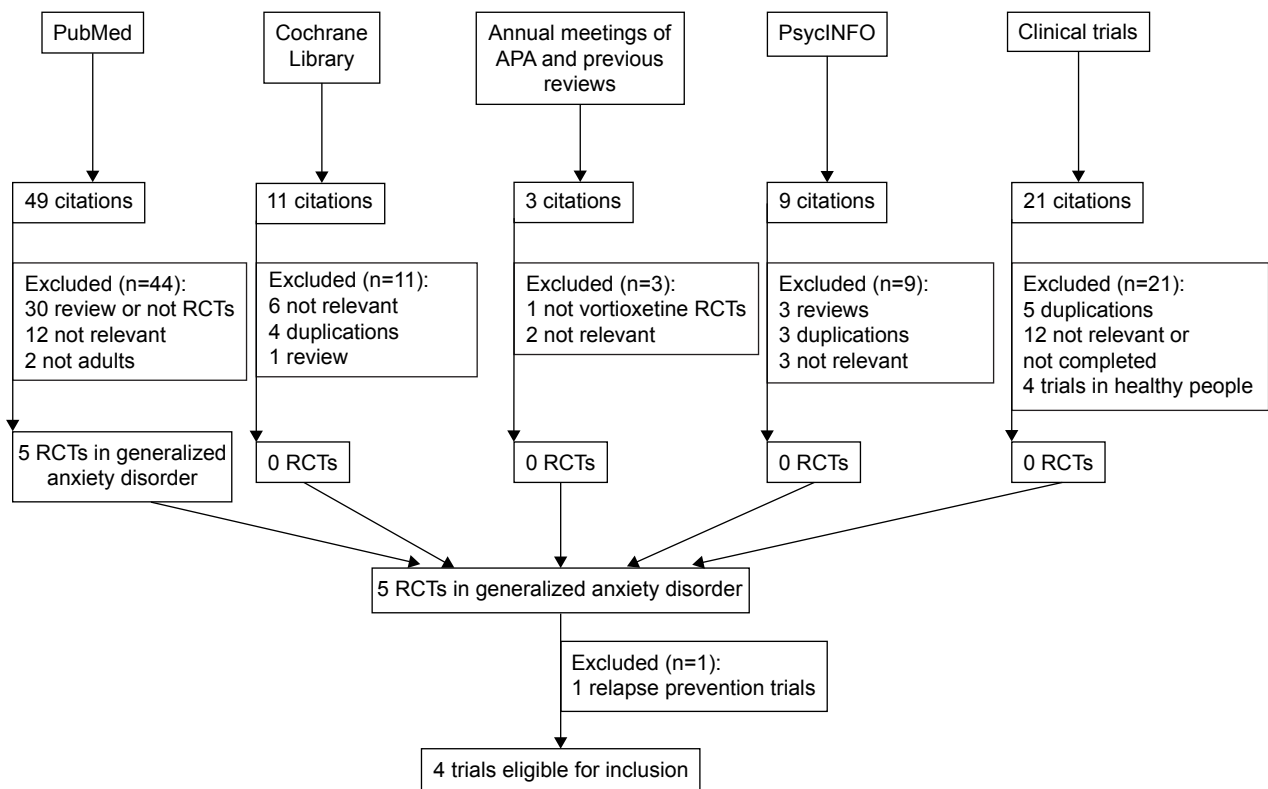 PubMed
Cochrane
Library
Annual meetings of
APA and previous
reviews
PsycINFO
Clinical trials
49 citations
11 citations
3 citations
9 citations
21 citations
Excluded (n=44):
30 review or not RCTs
12 not relevant
2 not adults
Excluded (n=11):
6 not relevant
4 duplications
1 review
Excluded (n=3):
1 not vortioxetine RCTs
2 not relevant
Excluded (n=9):
3 reviews
3 duplications
3 not relevant
Excluded (n=21):
5 duplications
12 not relevant or
not completed
4 trials in healthy people
5 RCTs in generalized
anxiety disorder
0 RCTs
0 RCTs
0 RCTs
0 RCTs
5 RCTs in generalized anxiety disorder
Excluded (n=1):
1 relapse prevention trials
4 trials eligible for inclusion